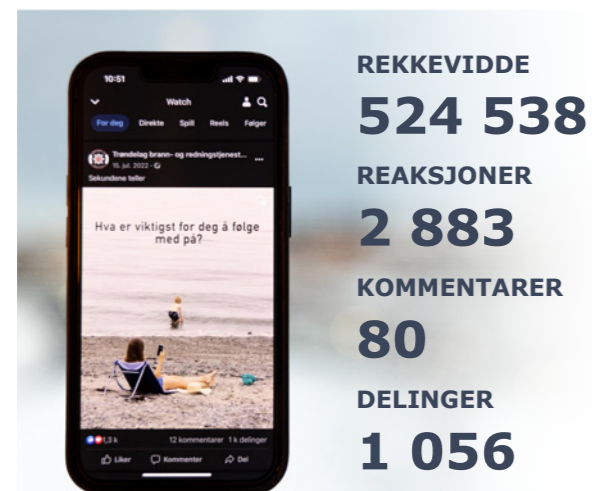 10:51
Watch
For deg Direkte Spill Reels Følger
Trøndelag brann- og redningstjenest...
15. jul. 2022
Sekundene teller
Hva er viktigst for deg å følge
med på?
1,3 k 12 kommentarer 1 k delinger
Liker Kommenter Del
REKKEVIDDE
524 538
REAKSJONER
2 883
KOMMENTARER
80
DELINGER
1 056